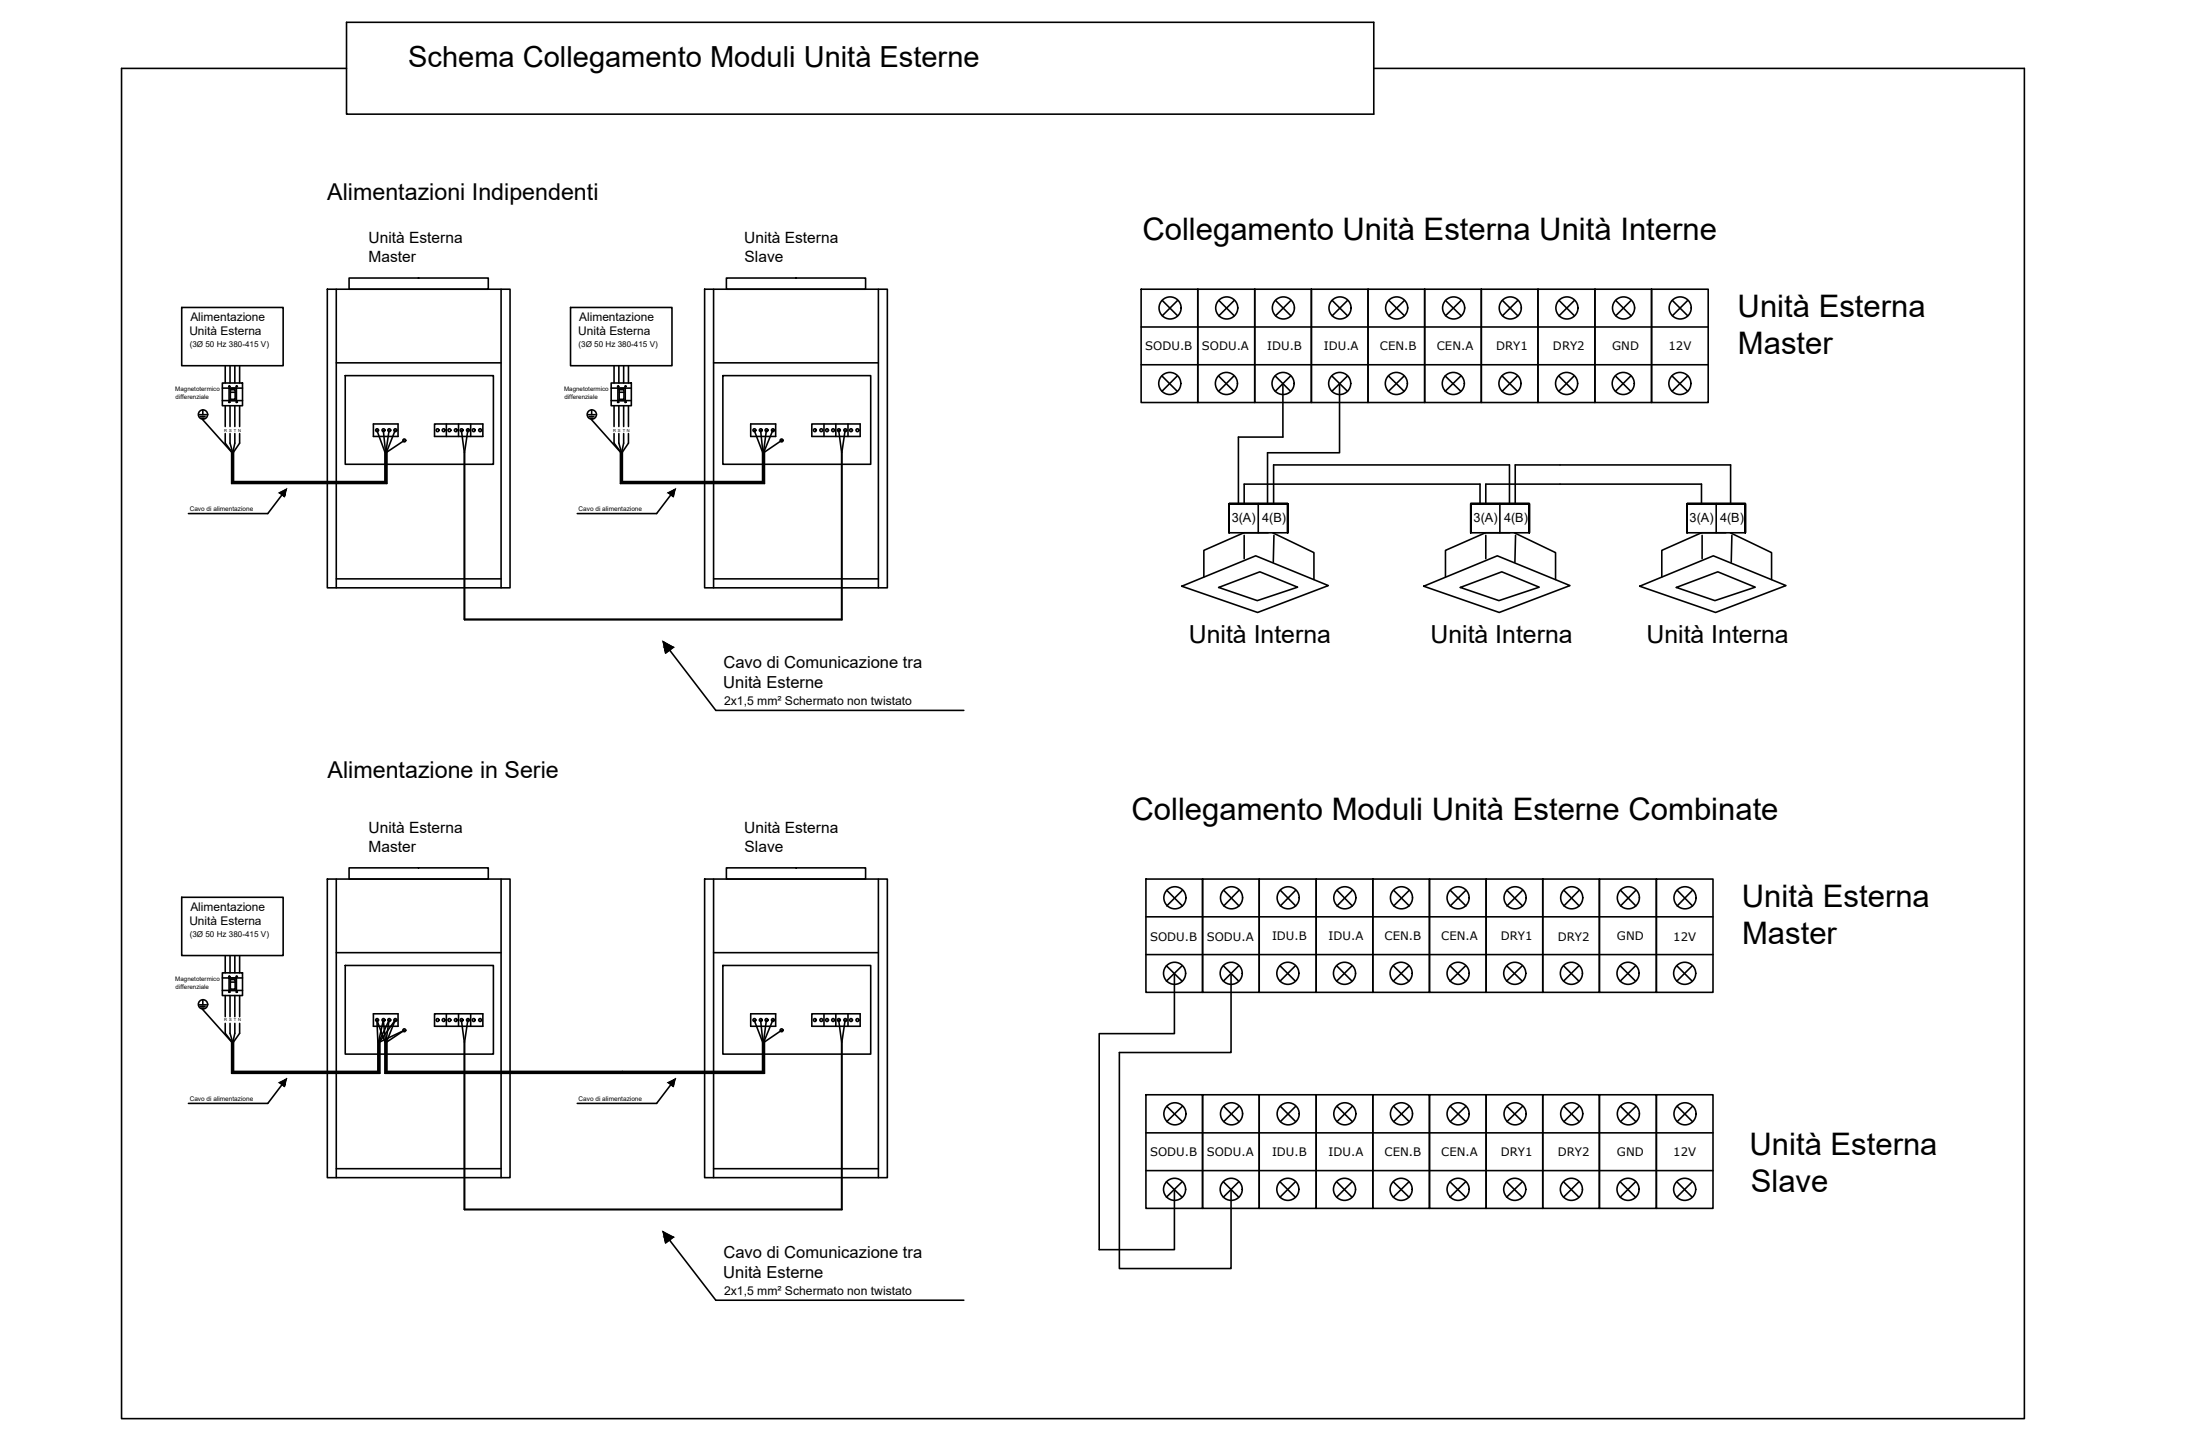 Schema Collegamento Moduli Unità Esterne
Alimentazioni Indipendenti
Unità Esterna
Master
Unità Esterna
Slave
Alimentazione
Unità Esterna
(3Ø 50 Hz 380-415 V)
Magnetotermico
differenziale
R S T N
Cavo di alimentazione
Alimentazione
Unità Esterna
(3Ø 50 Hz 380-415 V)
Magnetotermico
differenziale
R S T N
Cavo di alimentazione
Cavo di Comunicazione tra
Unità Esterne
2x1,5 mm² Schermato non twistato
Collegamento Unità Esterna Unità Interne
SODU.B SODU.A IDU.B IDU.A CEN.B CEN.A DRY1 DRY2 GND 12V
Unità Esterna
Master
3(A) 4(B) 3(A) 4(B) 3(A) 4(B)
Unità Interna Unità Interna Unità Interna
Alimentazione in Serie
Unità Esterna
Master
Unità Esterna
Slave
Alimentazione
Unità Esterna
(3Ø 50 Hz 380-415 V)
Magnetotermico
differenziale
R S T N
Cavo di alimentazione
Cavo di alimentazione
Cavo di Comunicazione tra
Unità Esterne
2x1,5 mm² Schermato non twistato
Collegamento Moduli Unità Esterne Combinate
SODU.B SODU.A IDU.B IDU.A CEN.B CEN.A DRY1 DRY2 GND 12V
Unità Esterna
Master
SODU.B SODU.A IDU.B IDU.A CEN.B CEN.A DRY1 DRY2 GND 12V
Unità Esterna
Slave